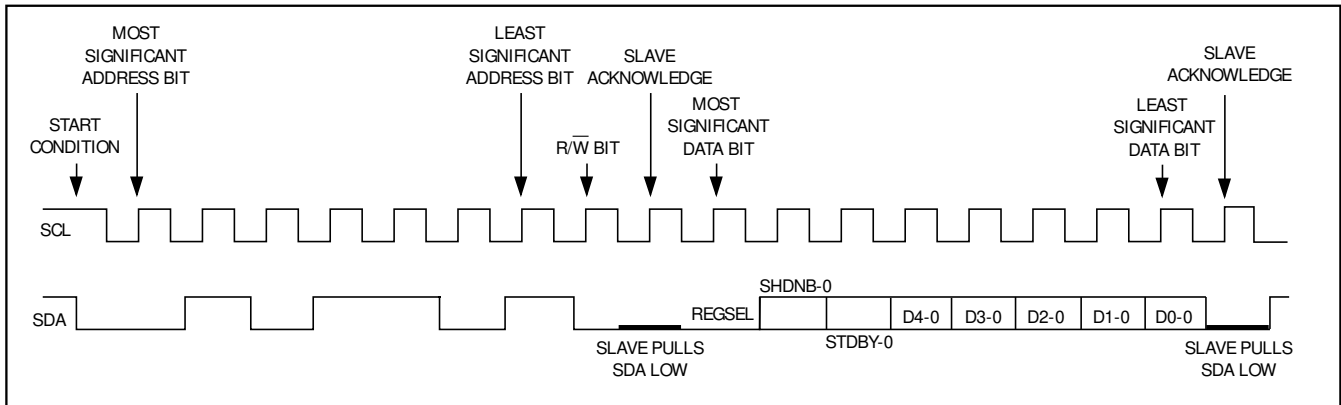 MOST
SIGNIFICANT
ADDRESS BIT
LEAST
SIGNIFICANT
ADDRESS BIT
SLAVE
ACKNOWLEDGE
SLAVE
ACKNOWLEDGE
START
CONDITION
R/W̅ BIT
MOST
SIGNIFICANT
DATA BIT
LEAST
SIGNIFICANT
DATA BIT
SCL
SDA
REGSEL
SHDNB-0
STDBY-0
D4-0
D3-0
D2-0
D1-0
D0-0
SLAVE PULLS
SDA LOW
SLAVE PULLS
SDA LOW